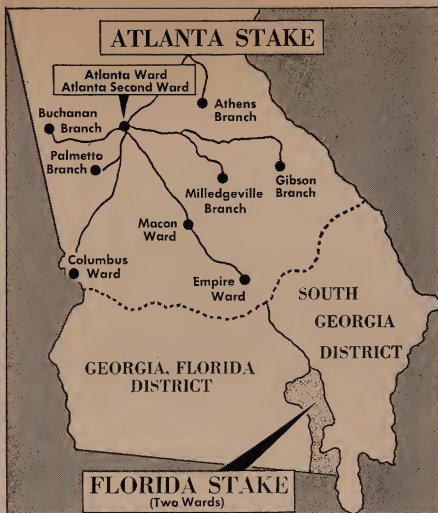 ATLANTA STAKE
Atlanta Ward
Atlanta Second Ward
Buchanan
Branch
Athens
Branch
Palmetto
Branch
Milledgeville
Branch
Gibson
Branch
Macon
Ward
Columbus
Ward
Empire
Ward
SOUTH
GEORGIA
DISTRICT
GEORGIA, FLORIDA
DISTRICT
FLORIDA STAKE
(Two Wards)